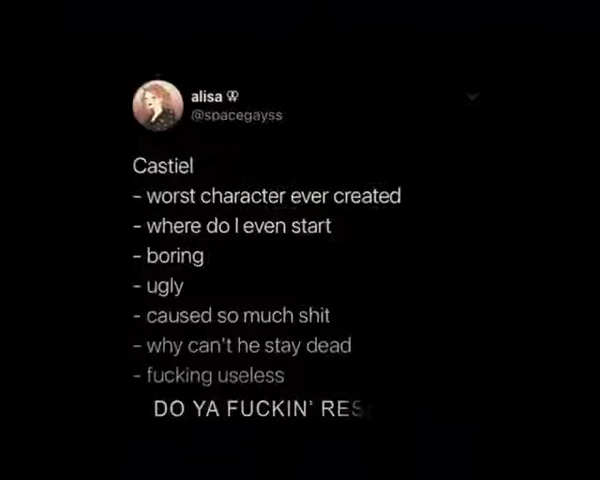 alisa ⚢
@spacegayss
Castiel
- worst character ever created
- where do I even start
- boring
- ugly
- caused so much shit
- why can't he stay dead
- fucking useless
DO YA FUCKIN' RES